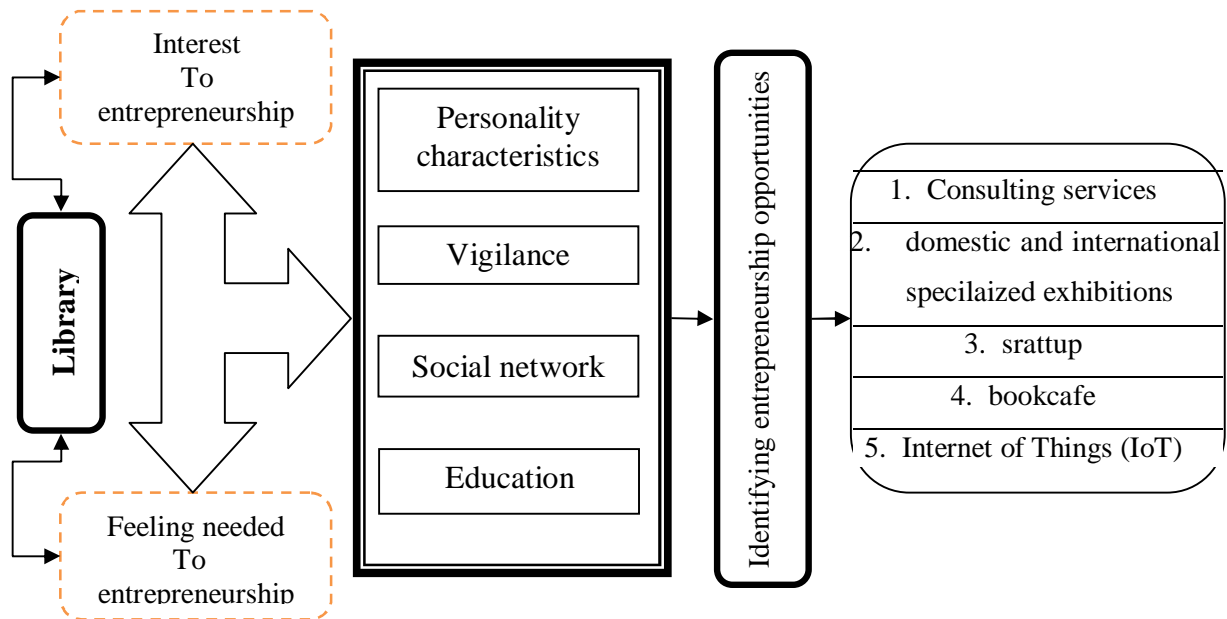 Interest
To
entrepreneurship
Library
Feeling needed
To
entrepreneurship
Personality
characteristics
Vigilance
Social network
Education
Identifying entrepreneurship opportunities
1. Consulting services
2. domestic and international
specilaized exhibitions
3. srattup
4. bookcafe
5. Internet of Things (IoT)